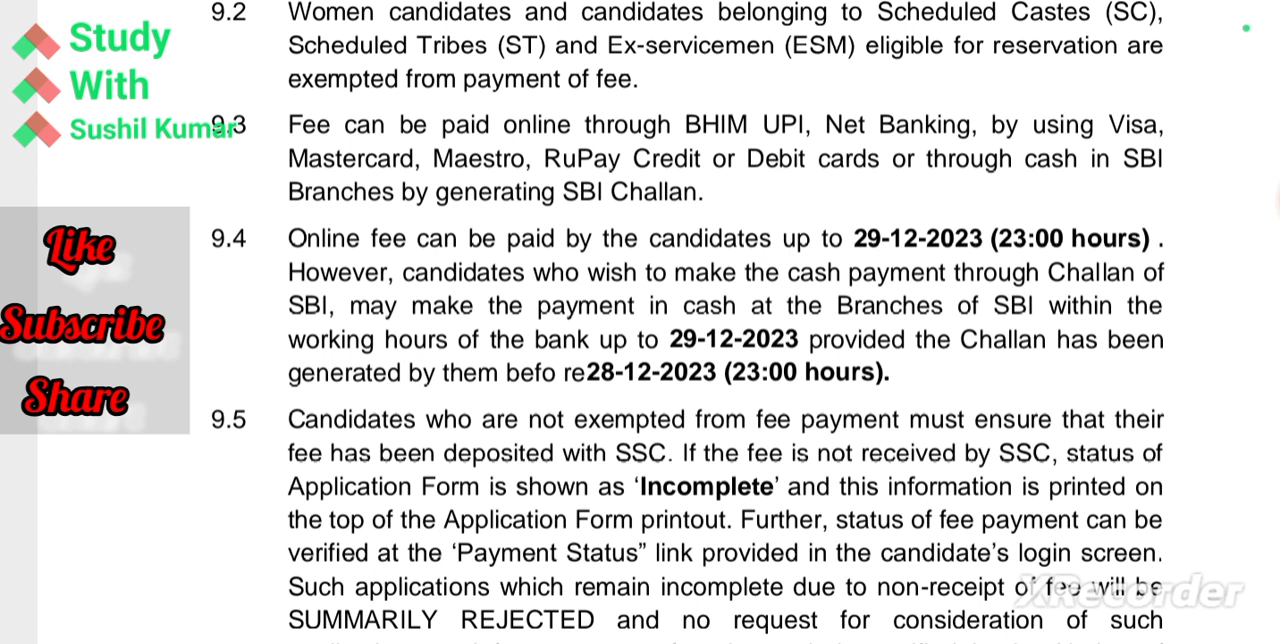 9.2 Women candidates and candidates belonging to Scheduled Castes (SC),
Scheduled Tribes (ST) and Ex-servicemen (ESM) eligible for reservation are
exempted from payment of fee.
9.3 Fee can be paid online through BHIM UPI, Net Banking, by using Visa,
Mastercard, Maestro, RuPay Credit or Debit cards or through cash in SBI
Branches by generating SBI Challan.
9.4 Online fee can be paid by the candidates up to 29-12-2023 (23:00 hours) .
However, candidates who wish to make the cash payment through Challan of
SBI, may make the payment in cash at the Branches of SBI within the
working hours of the bank up to 29-12-2023 provided the Challan has been
generated by them befo re28-12-2023 (23:00 hours).
9.5 Candidates who are not exempted from fee payment must ensure that their
fee has been deposited with SSC. If the fee is not received by SSC, status of
Application Form is shown as ‘Incomplete’ and this information is printed on
the top of the Application Form printout. Further, status of fee payment can be
verified at the ‘Payment Status” link provided in the candidate’s login screen.
Such applications which remain incomplete due to non-receipt of fee will be
SUMMARILY REJECTED and no request for consideration of such
Study
With
Sushil Kumar
Like
Subscribe
Share
XRecorder